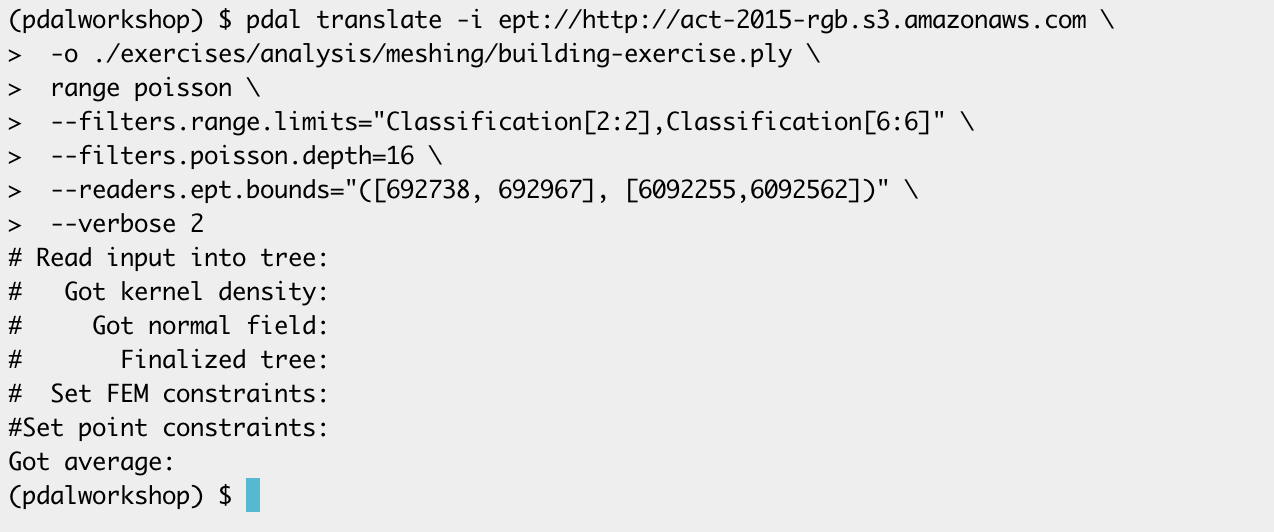 (pdalworkshop) $ pdal translate -i ept://http://act-2015-rgb.s3.amazonaws.com \
>  -o ./exercises/analysis/meshing/building-exercise.ply \
>  range poisson \
>  --filters.range.limits="Classification[2:2],Classification[6:6]" \
>  --filters.poisson.depth=16 \
>  --readers.ept.bounds="([692738, 692967], [6092255,6092562])" \
>  --verbose 2
# Read input into tree:
#   Got kernel density:
#     Got normal field:
#       Finalized tree:
#  Set FEM constraints:
#Set point constraints:
Got average:
(pdalworkshop) $